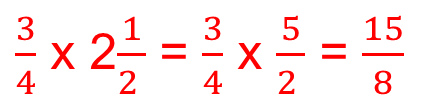 3/4 x 2 1/2 = 3/4 x 5/2 = 15/8